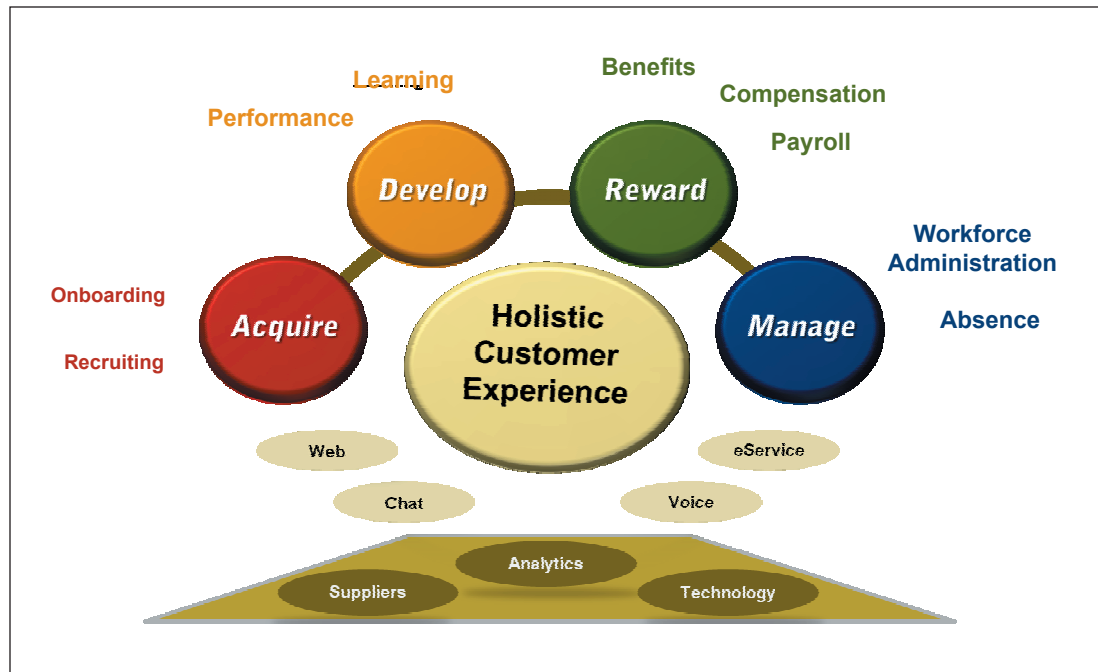 Learning
Performance
Benefits
Compensation
Payroll
Develop
Reward
Workforce
Administration
Absence
Onboarding
Recruiting
Acquire
Holistic
Customer
Experience
Manage
Web
eService
Chat
Voice
Analytics
Suppliers
Technology